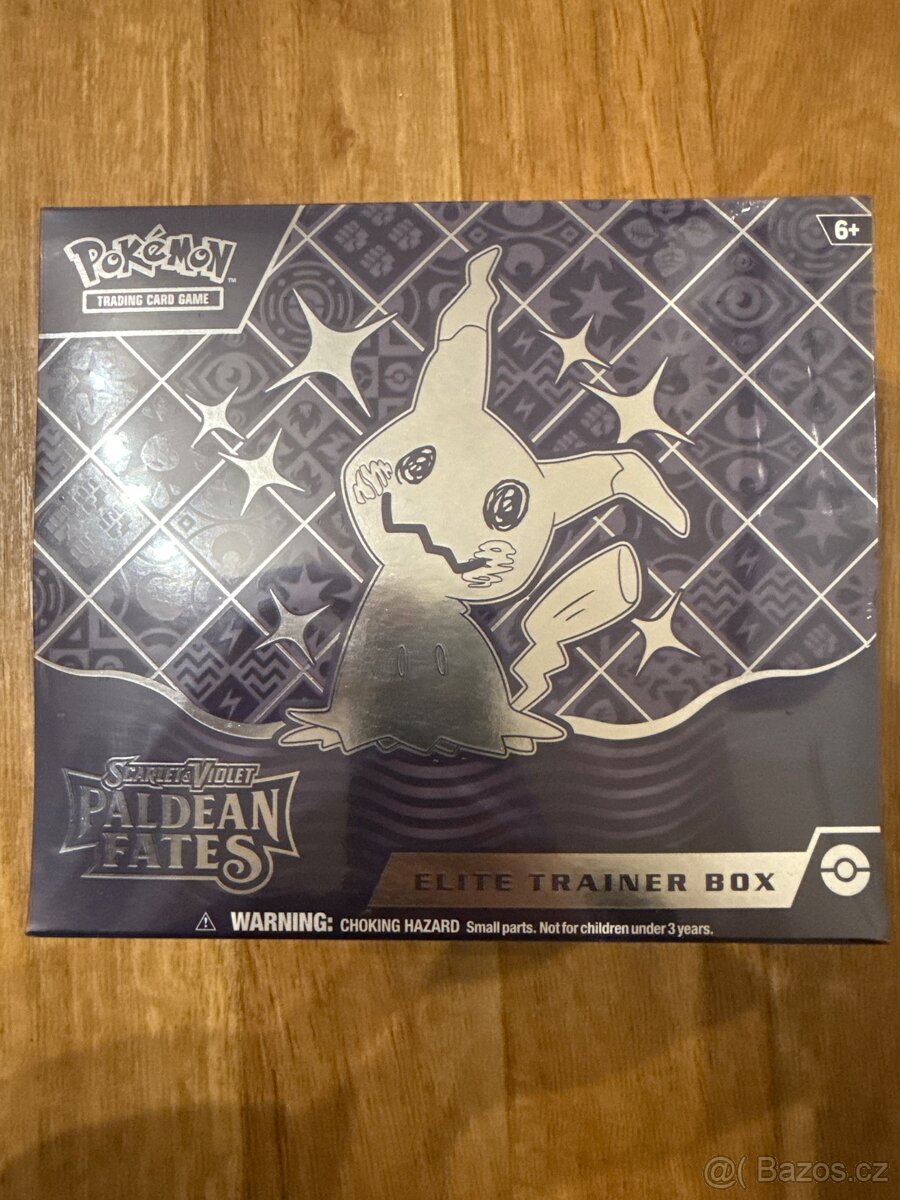 POKéMON™
TRADING CARD GAME
6+
SCARLET & VIOLET
PALDEAN
FATES
ELITE TRAINER BOX
⚠ WARNING: CHOKING HAZARD Small parts. Not for children under 3 years.
@( Bazos.cz